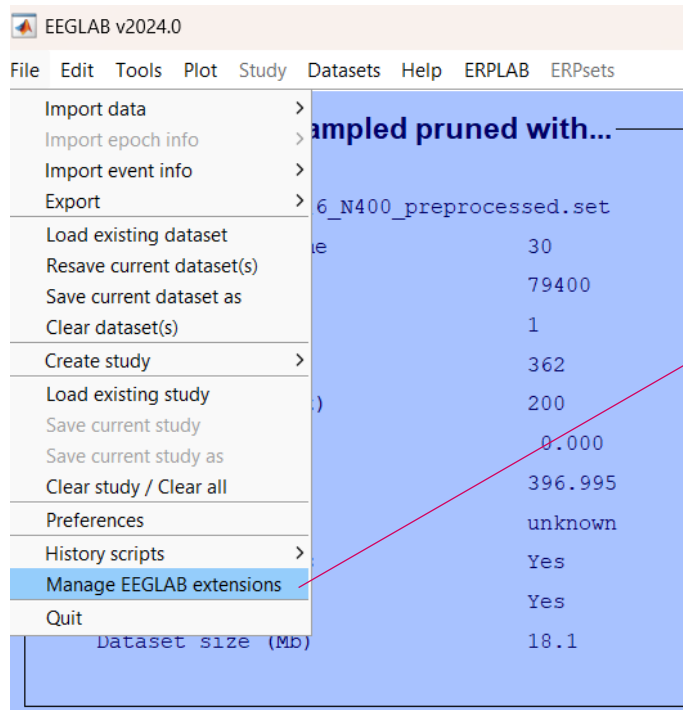 EEGLAB v2024.0
File Edit Tools Plot Study Datasets Help ERPLAB ERPsets
Import data
ampled pruned with...
Import epoch info
Import event info
Export
6_N400_preprocessed.set
Load existing dataset
30
Resave current dataset(s)
79400
Save current dataset as
Clear dataset(s)
1
Create study
362
Load existing study
) 200
Save current study
0.000
Save current study as
Clear study / Clear all
396.995
Preferences
unknown
History scripts
Yes
Manage EEGLAB extensions
Yes
Quit
Dataset size (Mb) 18.1